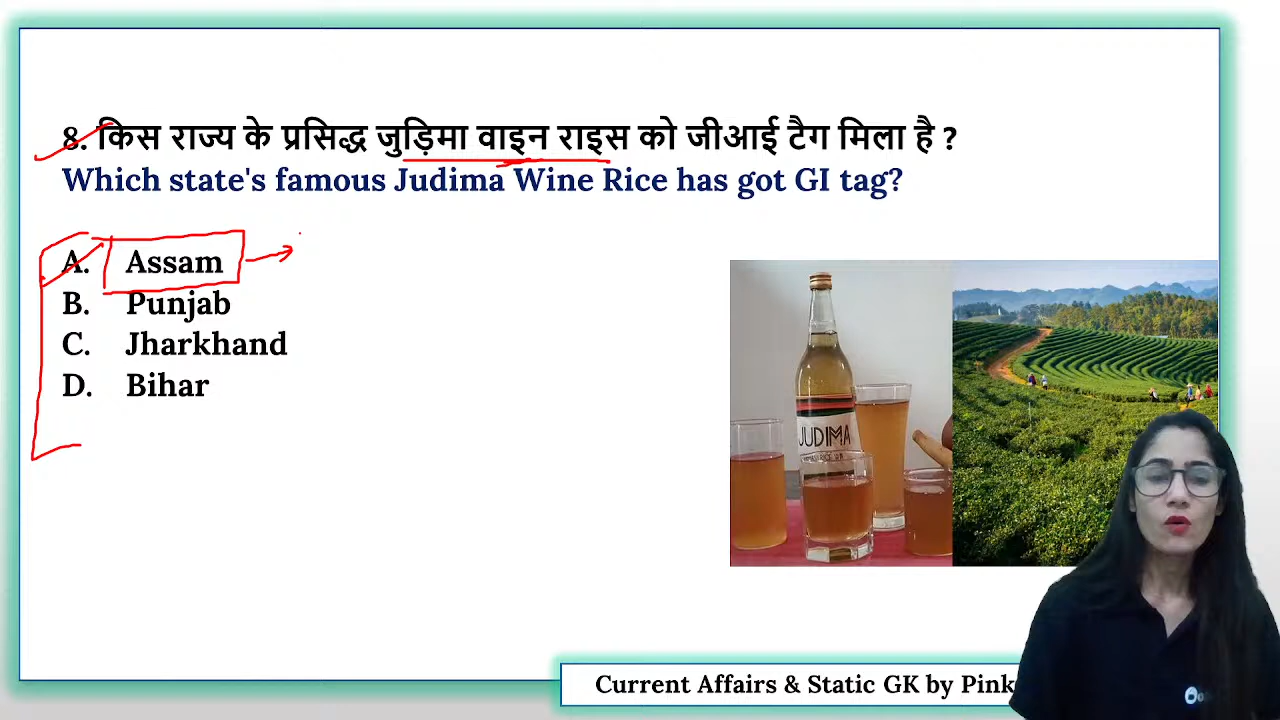 8. किस राज्य के प्रसिद्ध जुड़िमा वाइन राइस को जीआई टैग मिला है ?
Which state's famous Judima Wine Rice has got GI tag?
A. Assam
B. Punjab
C. Jharkhand
D. Bihar
JUDIMA
Current Affairs & Static GK by Pink